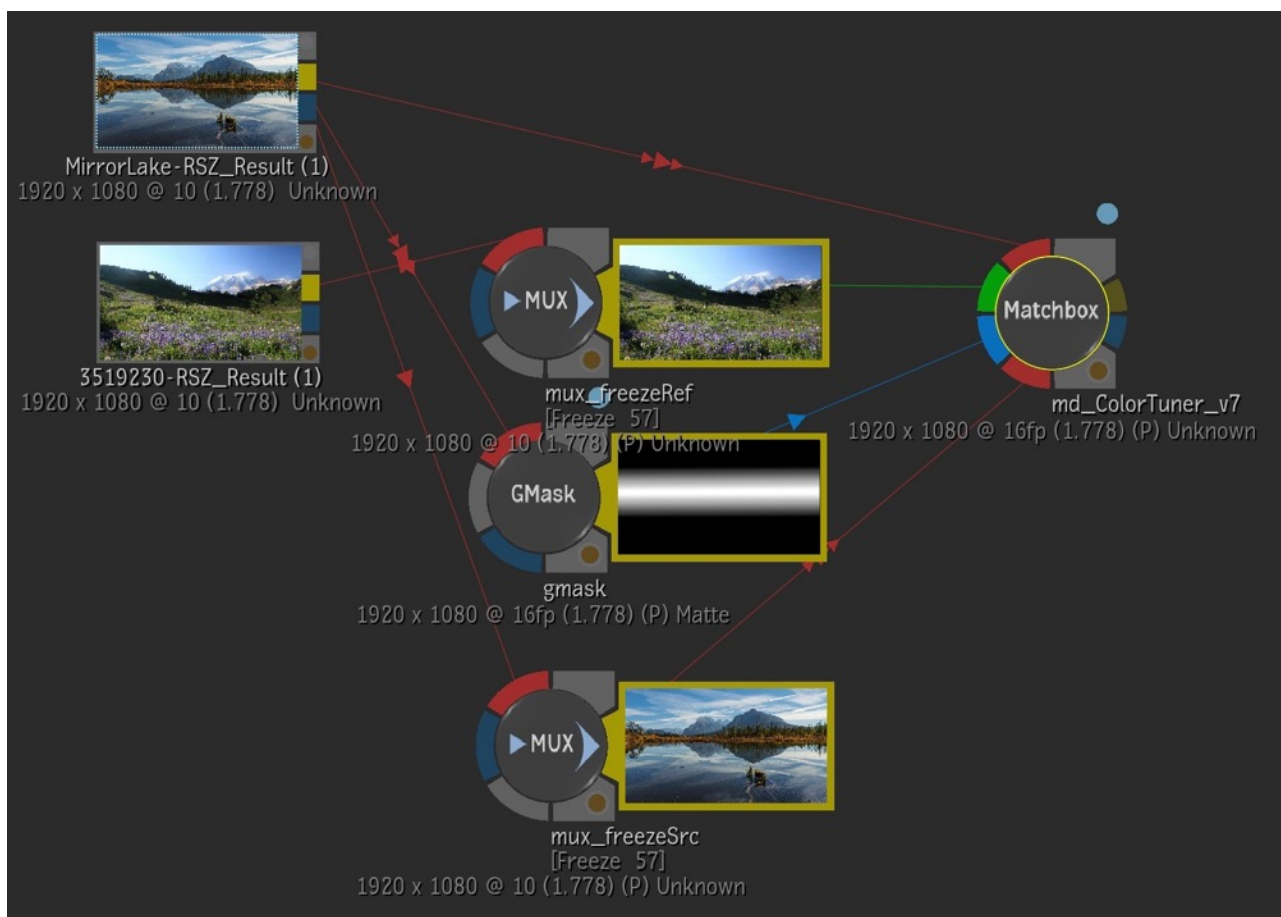 MirrorLake-RSZ_Result (1)
1920 x 1080 @ 10 (1.778) Unknown
3519230-RSZ_Result (1)
1920 x 1080 @ 10 (1.778) Unknown
MUX
mux_freezeRef
[Freeze 57]
1920 x 1080 @ 10 (1.778) (P) Unknown
Matchbox
md_ColorTuner_v7
1920 x 1080 @ 16fp (1.778) (P) Unknown
GMask
gmask
1920 x 1080 @ 16fp (1.778) (P) Matte
MUX
mux_freezeSrc
[Freeze 57]
1920 x 1080 @ 10 (1.778) (P) Unknown